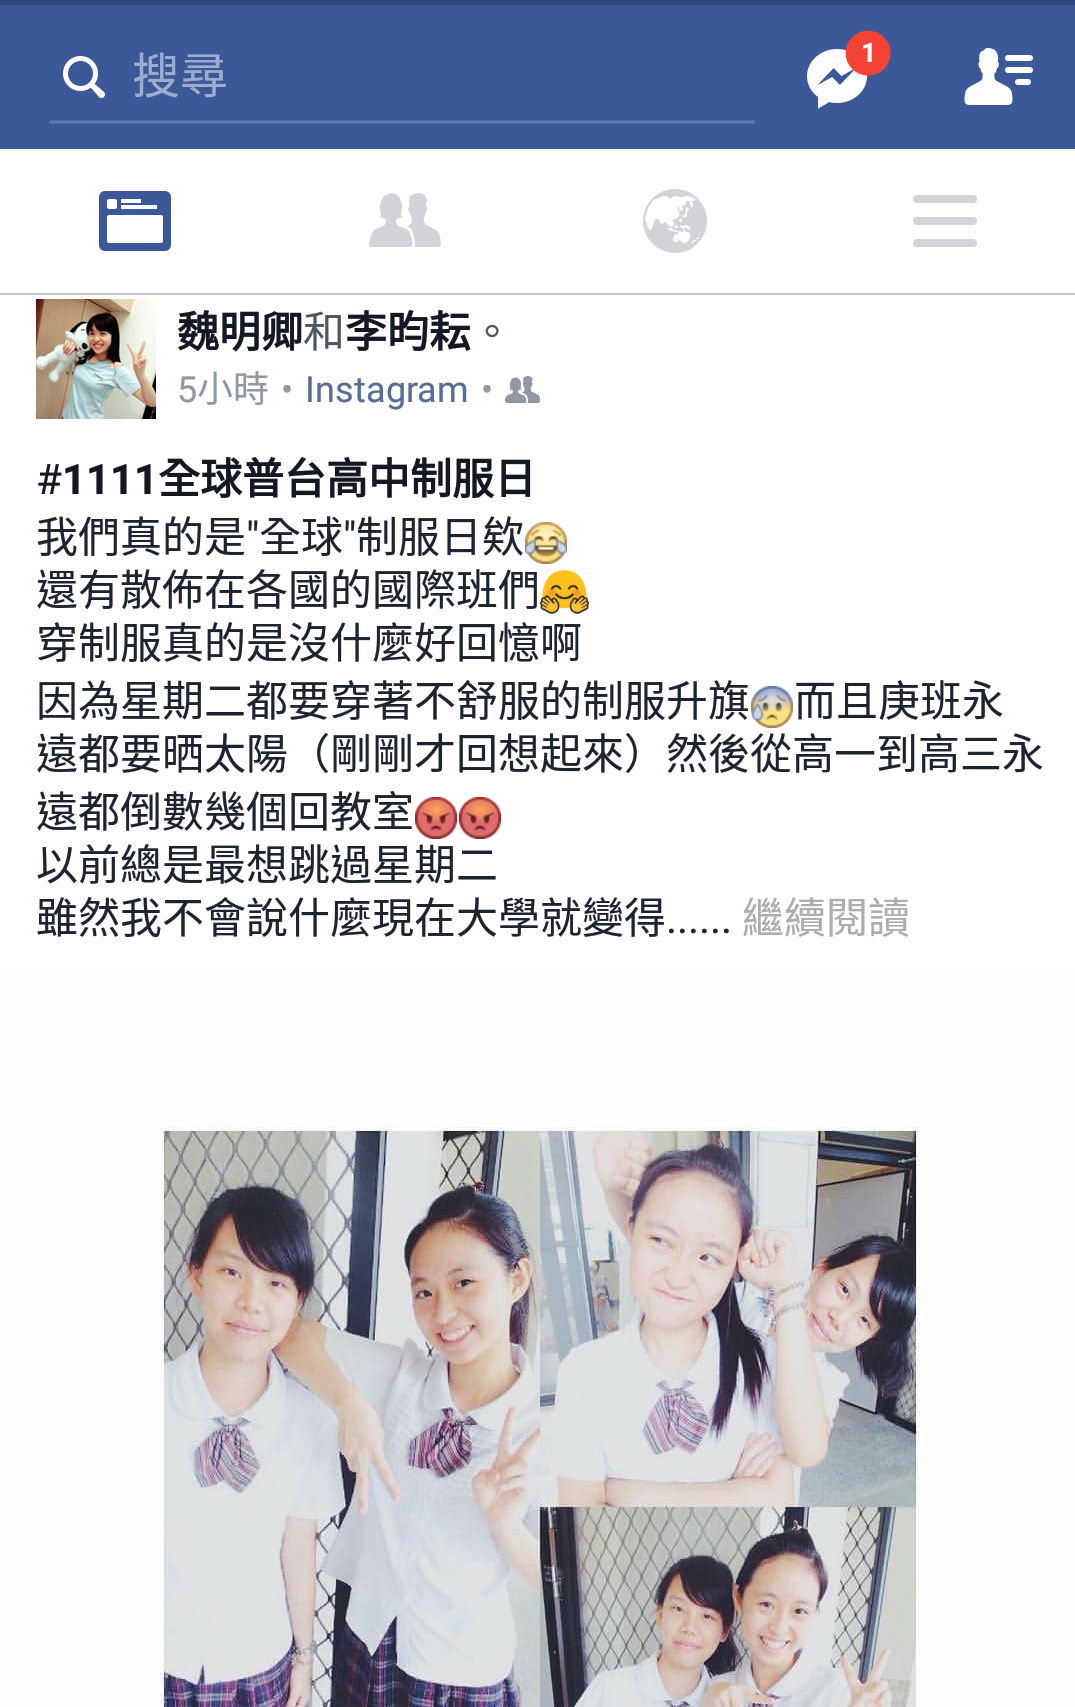 搜尋
1
魏明卿和李昀耘。
5小時 • Instagram •
#1111全球普台高中制服日
我們真的是"全球"制服日欸😂
還有散佈在各國的國際班們🤗
穿制服真的是沒什麼好回憶啊
因為星期二都要穿著不舒服的制服升旗😰而且庚班永
遠都要晒太陽（剛剛才回想起來）然後從高一到高三永
遠都倒數幾個回教室😡😡
以前總是最想跳過星期二
雖然我不會說什麼現在大學就變得...... 繼續閱讀